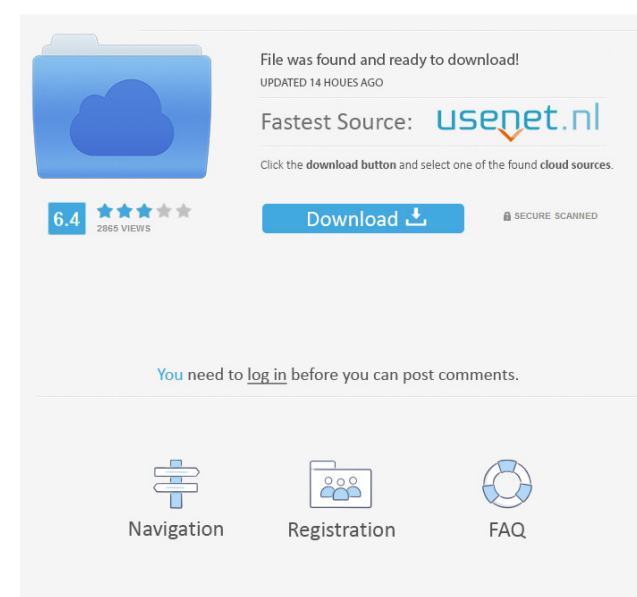 File was found and ready to download!
UPDATED 14 HOUES AGO
Fastest Source: usenet.nl
Click the download button and select one of the found cloud sources.
6.4
2865 VIEWS
Download
SECURE SCANNED
You need to log in before you can post comments.
Navigation
Registration
FAQ